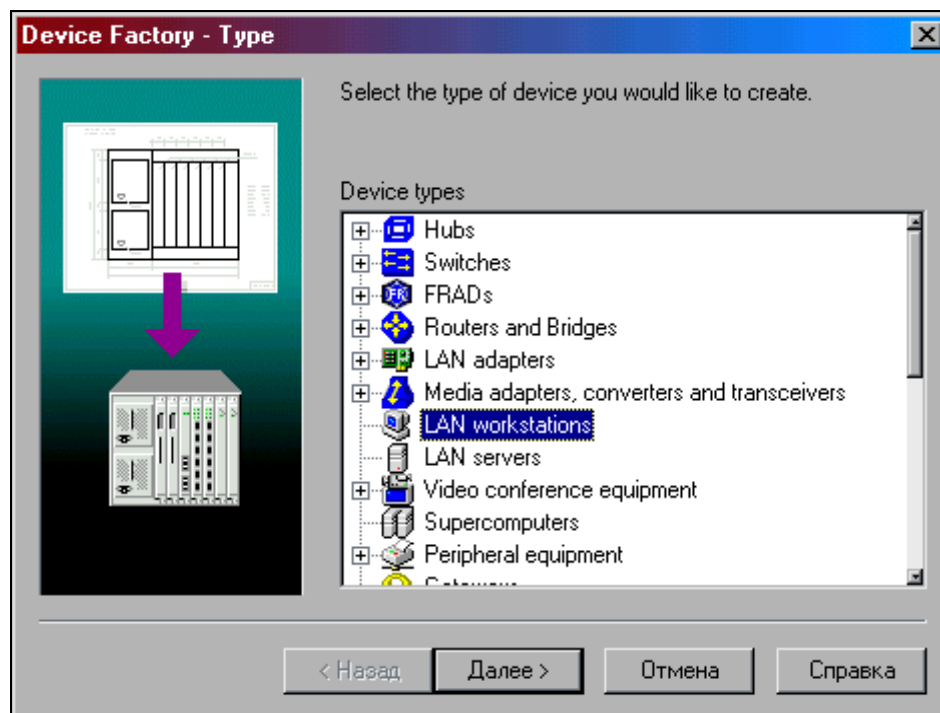 Device Factory - Type
Select the type of device you would like to create.
Device types
Hubs
Switches
FRADs
Routers and Bridges
LAN adapters
Media adapters, converters and transceivers
LAN workstations
LAN servers
Video conference equipment
Supercomputers
Peripheral equipment
< Назад
Далее >
Отмена
Справка